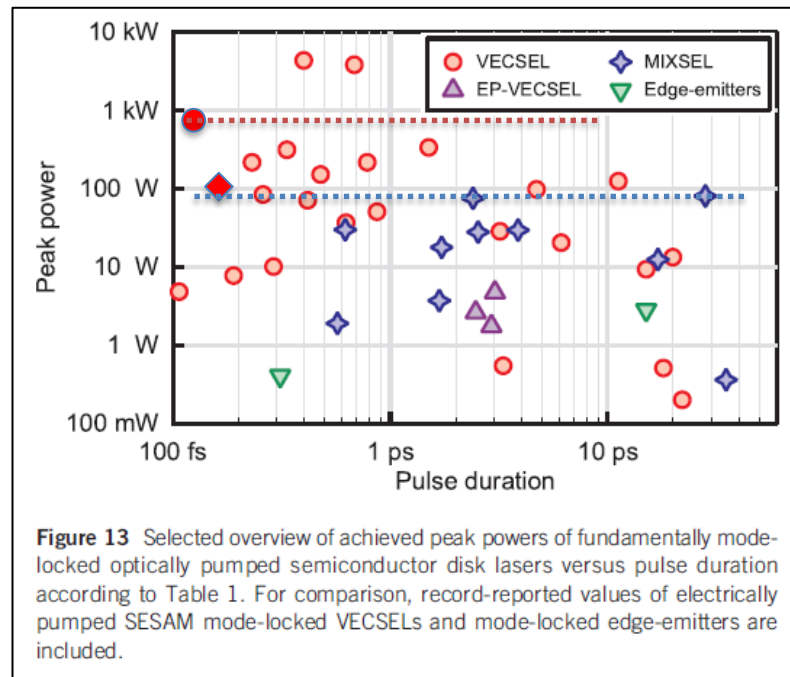 10 kW
1 kW
100 W
10 W
1 W
100 mW
Peak power
VECSEL
MIXSEL
EP-VECSEL
Edge-emitters
100 fs
1 ps
10 ps
Pulse duration
Figure 13 Selected overview of achieved peak powers of fundamentally mode-
locked optically pumped semiconductor disk lasers versus pulse duration
according to Table 1. For comparison, record-reported values of electrically
pumped SESAM mode-locked VECSELs and mode-locked edge-emitters are
included.